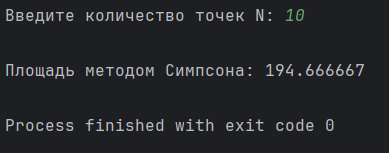 Введите количество точек N: 10
Площадь методом Симпсона: 194.666667
Process finished with exit code 0